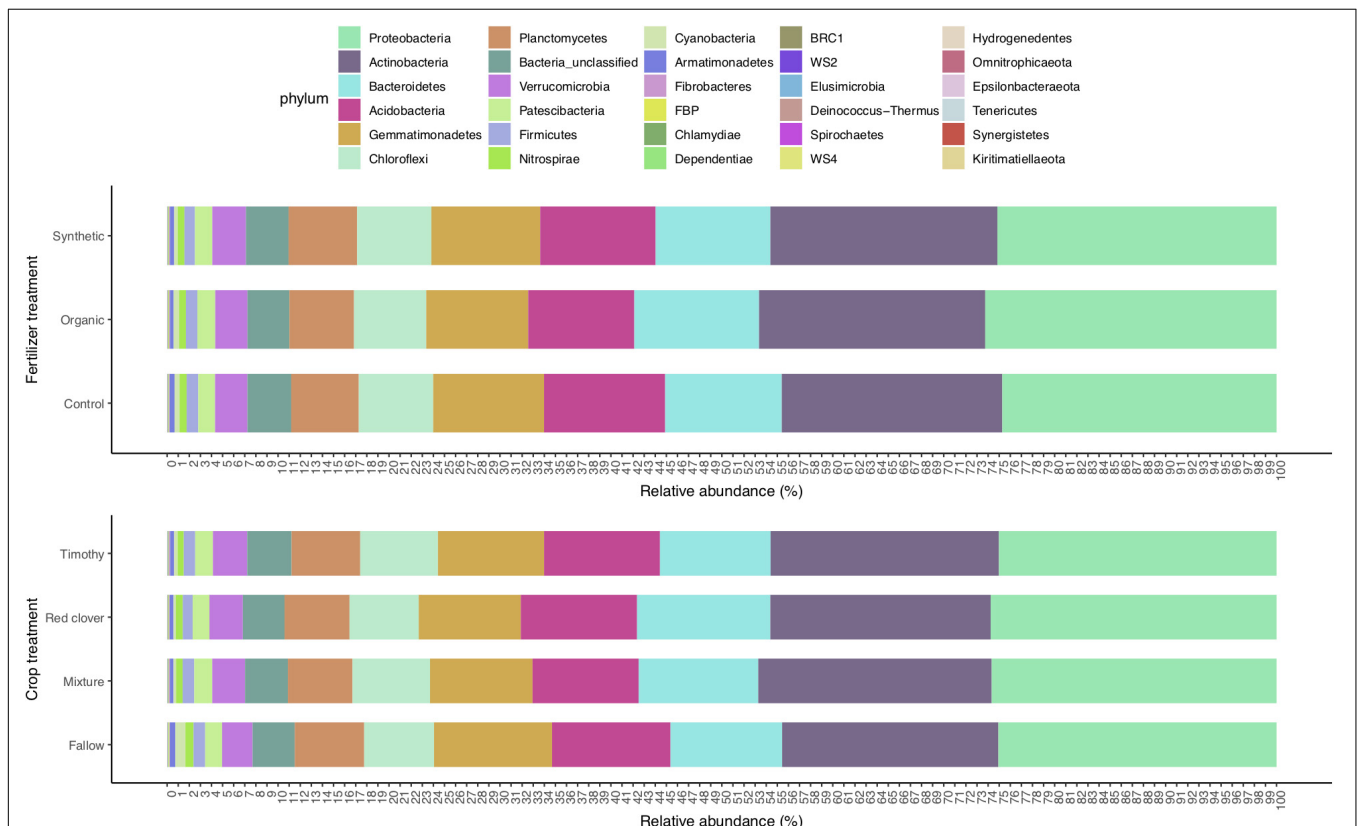 phylum
Proteobacteria Planctomycetes Cyanobacteria BRC1 Hydrogenedentes
Actinobacteria Bacteria_unclassified Armatimonadetes WS2 Omnitrophicaeota
Bacteroidetes Verrucomicrobia Fibrobacteres Elusimicrobia Epsilonbacteraeota
Acidobacteria Patescibacteria FBP Deinococcus−Thermus Tenericutes
Gemmatimonadetes Firmicutes Chlamydiae Spirochaetes Synergistetes
Chloroflexi Nitrospirae Dependentiae WS4 Kiritimatiellaeota
Fertilizer treatment
Synthetic
Organic
Control
0 1 2 3 4 5 6 7 8 9 10 11 12 13 14 15 16 17 18 19 20 21 22 23 24 25 26 27 28 29 30 31 32 33 34 35 36 37 38 39 40 41 42 43 44 45 46 47 48 49 50 51 52 53 54 55 56 57 58 59 60 61 62 63 64 65 66 67 68 69 70 71 72 73 74 75 76 77 78 79 80 81 82 83 84 85 86 87 88 89 90 91 92 93 94 95 96 97 98 99 100
Relative abundance (%)
Crop treatment
Timothy
Red clover
Mixture
Fallow
0 1 2 3 4 5 6 7 8 9 10 11 12 13 14 15 16 17 18 19 20 21 22 23 24 25 26 27 28 29 30 31 32 33 34 35 36 37 38 39 40 41 42 43 44 45 46 47 48 49 50 51 52 53 54 55 56 57 58 59 60 61 62 63 64 65 66 67 68 69 70 71 72 73 74 75 76 77 78 79 80 81 82 83 84 85 86 87 88 89 90 91 92 93 94 95 96 97 98 99 100
Relative abundance (%)